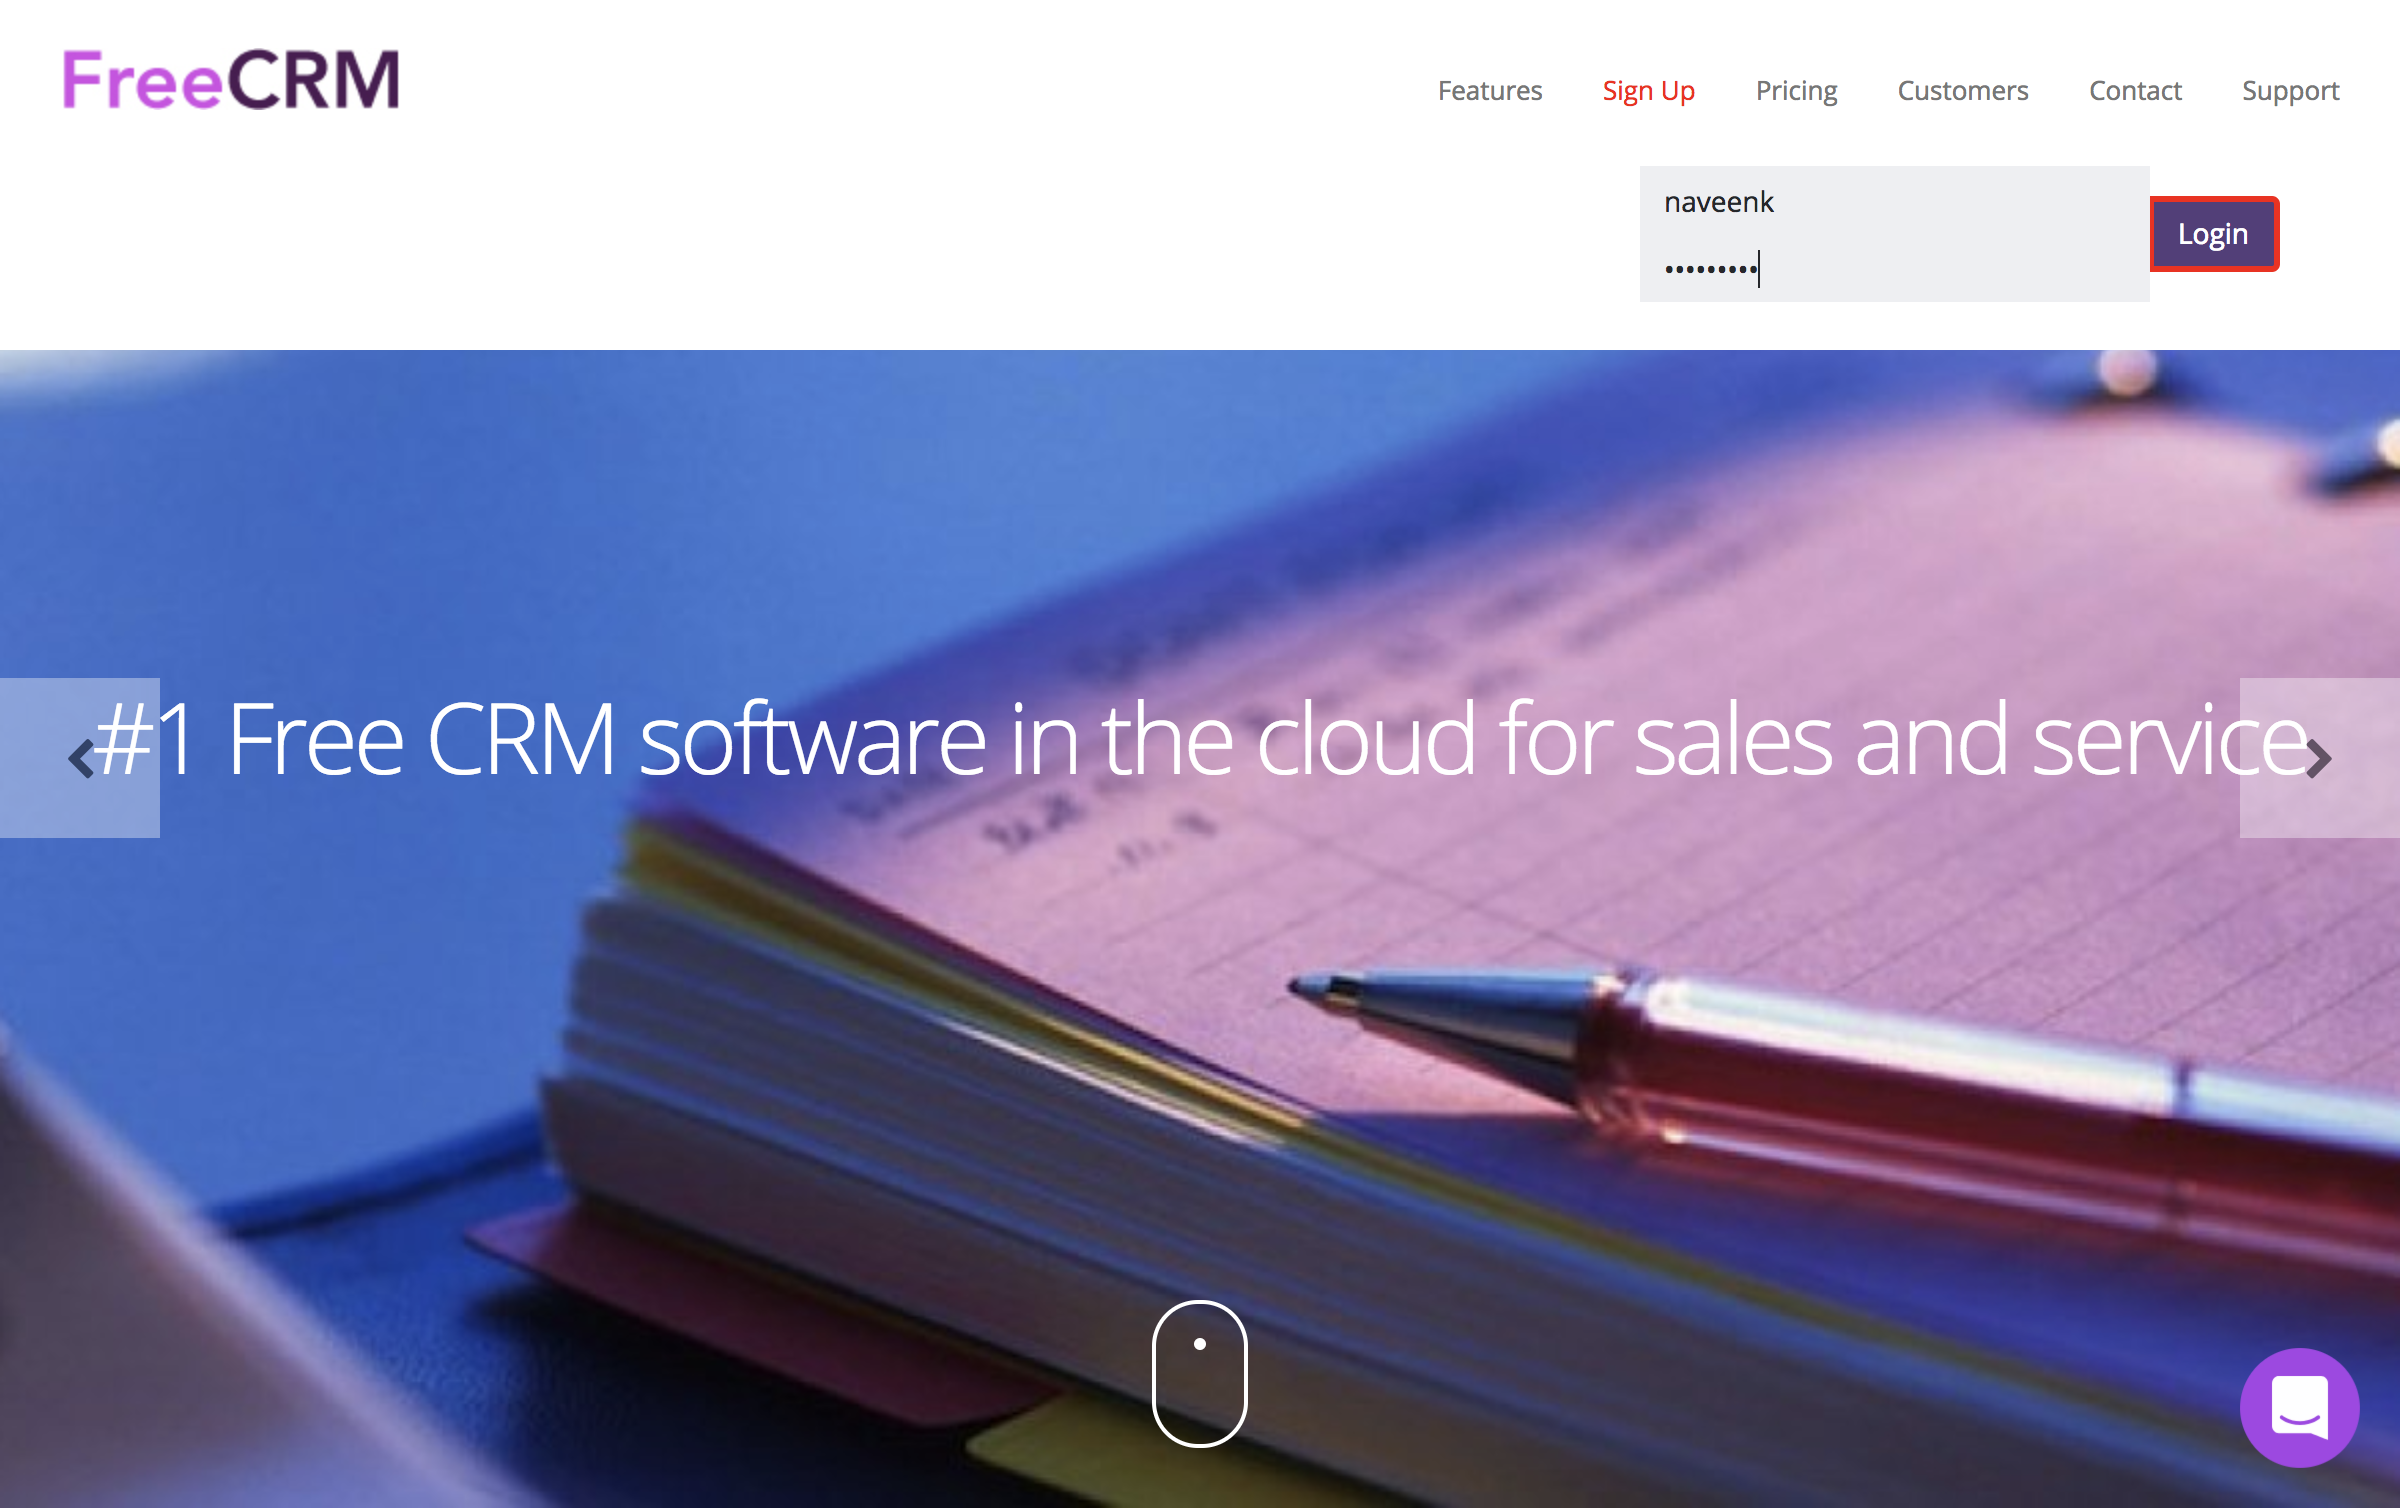 FreeCRM
Features Sign Up Pricing Customers Contact Support
naveenk
•••••••••
Login
#1 Free CRM software in the cloud for sales and service